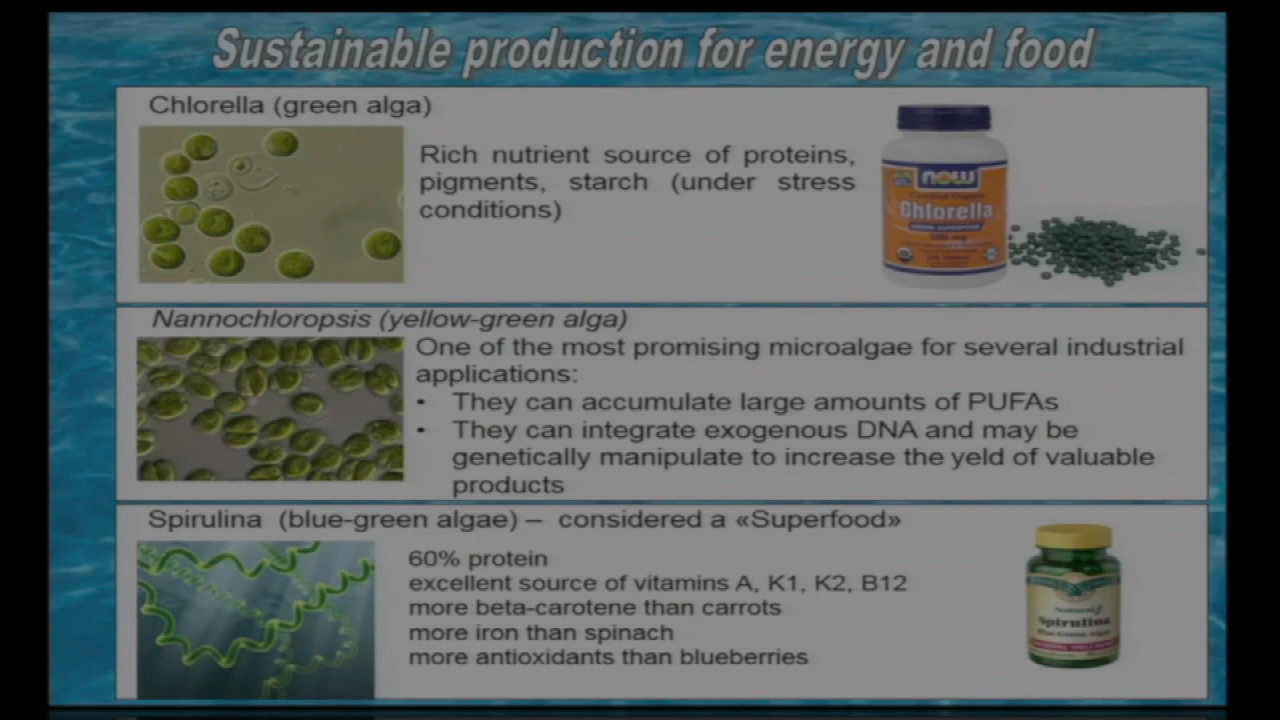 Sustainable production for energy and food
Chlorella (green alga)
Rich nutrient source of proteins,
pigments, starch (under stress
conditions)
now
Chlorella
Nannochloropsis (yellow-green alga)
One of the most promising microalgae for several industrial
applications:
• They can accumulate large amounts of PUFAs
• They can integrate exogenous DNA and may be
genetically manipulate to increase the yeld of valuable
products
Spirulina (blue-green algae) – considered a «Superfood»
60% protein
excellent source of vitamins A, K1, K2, B12
more beta-carotene than carrots
more iron than spinach
more antioxidants than blueberries
Spirulina
Blue-Green Algae